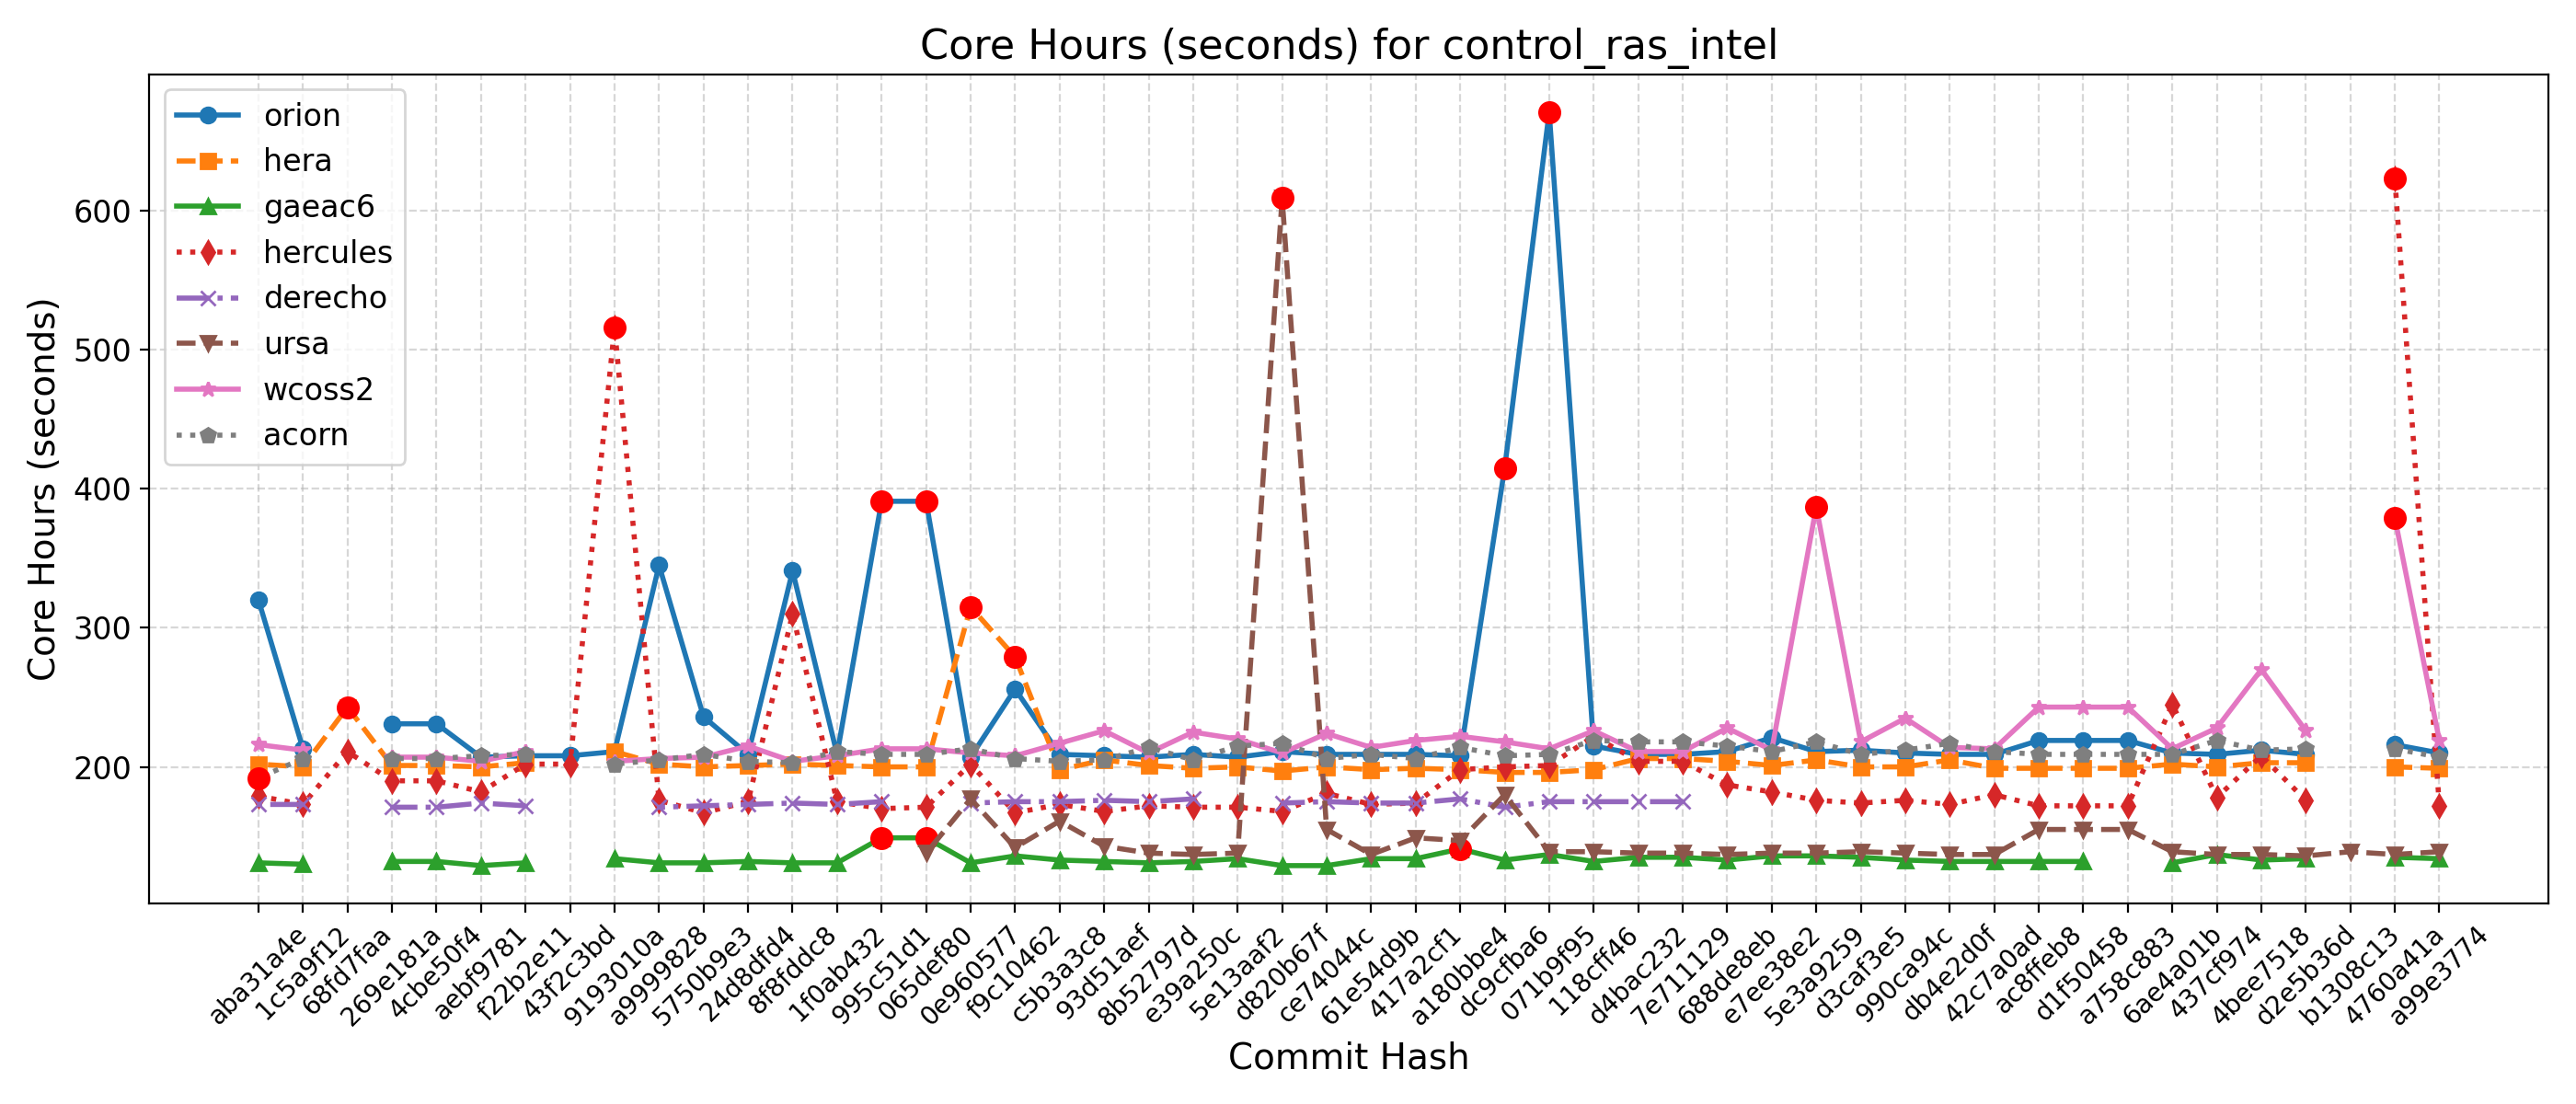 Core Hours (seconds) for control_ras_intel
Core Hours (seconds)
600
500
400
300
200
orion
hera
gaeac6
hercules
derecho
ursa
wcoss2
acorn
aba31a4e
1c5a9f12
68fd7faa
269e181a
4cbe50f4
aebf9781
f22b2e11
43f2c3bd
9193010a
a9999828
5750b9e3
24d8dfd4
8f8fddc8
1f0ab432
995c51d1
065def80
0e960577
f9c10462
c5b3a3c8
93d51aef
8b52797d
e39a250c
5e13aaf2
d820b67f
ce74044c
61e54d9b
417a2cf1
a180bbe4
dc9cfba6
071b9f95
118cff46
d4bac232
7e711129
688de8eb
e7ee38e2
5e3a9259
d3caf3e5
990ca94c
db4e2d0f
42c7a0ad
ac8ffeb8
d1f50458
a758c883
6ae4a01b
437cf974
4bee7518
d2e5b36d
b1308c13
4760a41a
a99e3774
Commit Hash